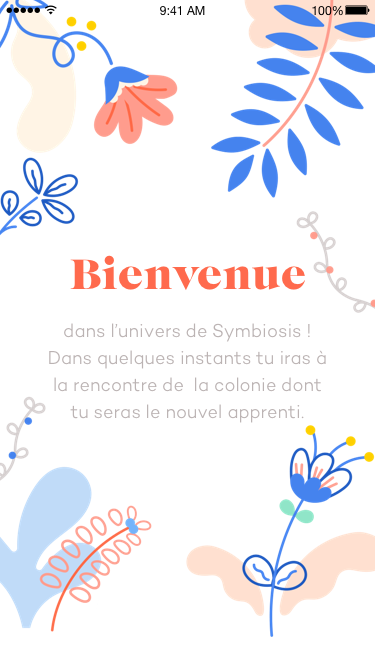 9:41 AM 100%
Bienvenue
dans l'univers de Symbiosis !
Dans quelques instants tu iras à
la rencontre de la colonie dont
tu seras le nouvel apprenti.